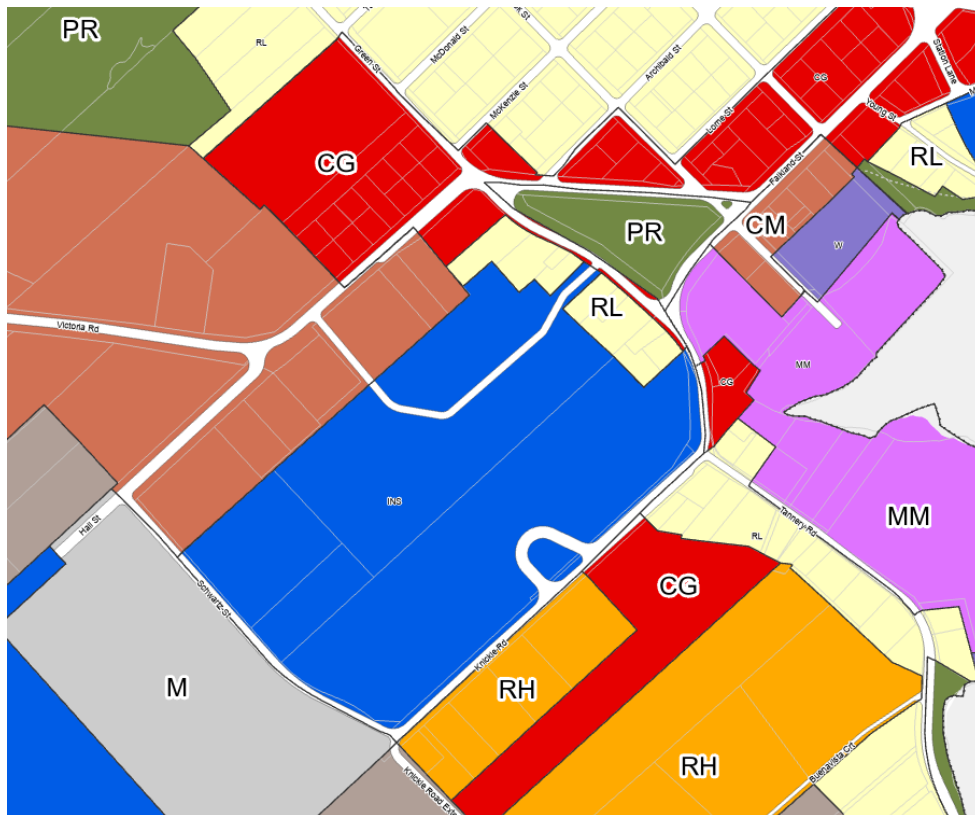 PR
RL
Green-St
McDonald St
McKenzie St
Archibald St
Lorne-St
CG
Station Lane
Young St
Falkland-St
RL
CG
PR
CM
W
Victoria Rd
RL
MM
CG
INS
Hall St
Tannery-Rd
MM
RL
Schwartz-St
CG
Knickle-Rd
M
RH
RH
Buenavista Crt
Knickle Road Exte